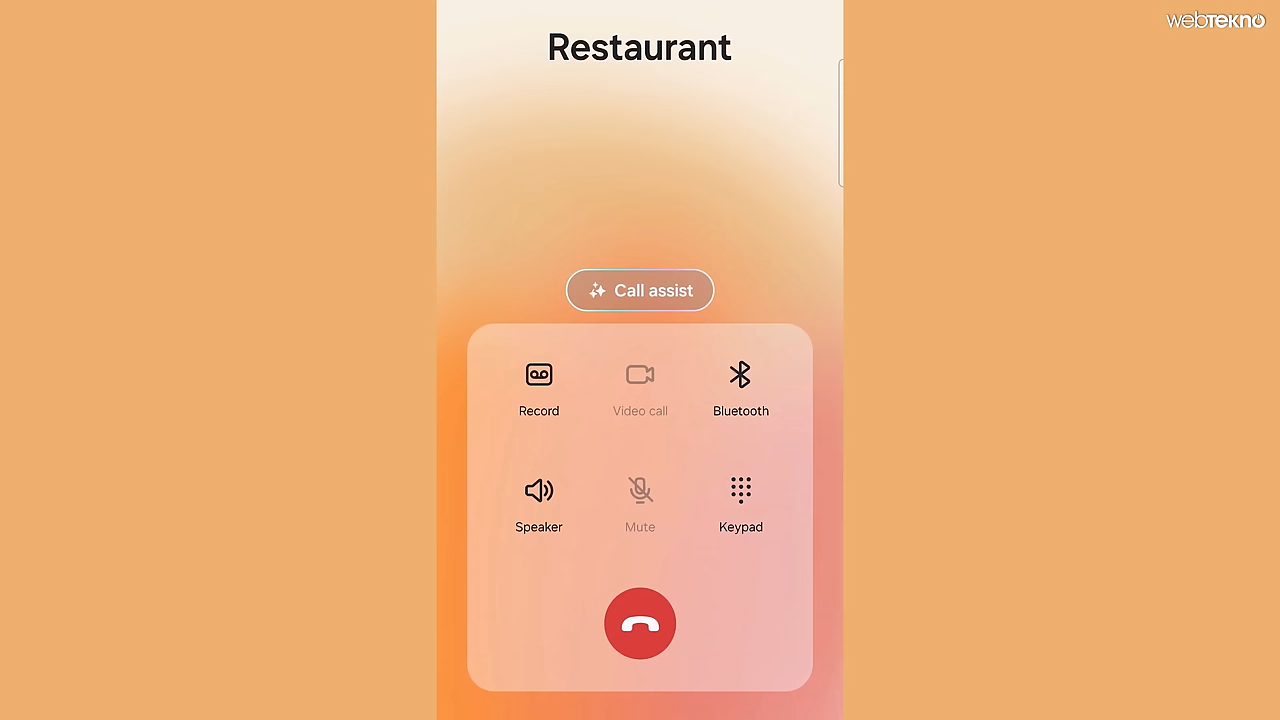 webTEKNO
Restaurant
Call assist
Record
Video call
Bluetooth
Speaker
Mute
Keypad